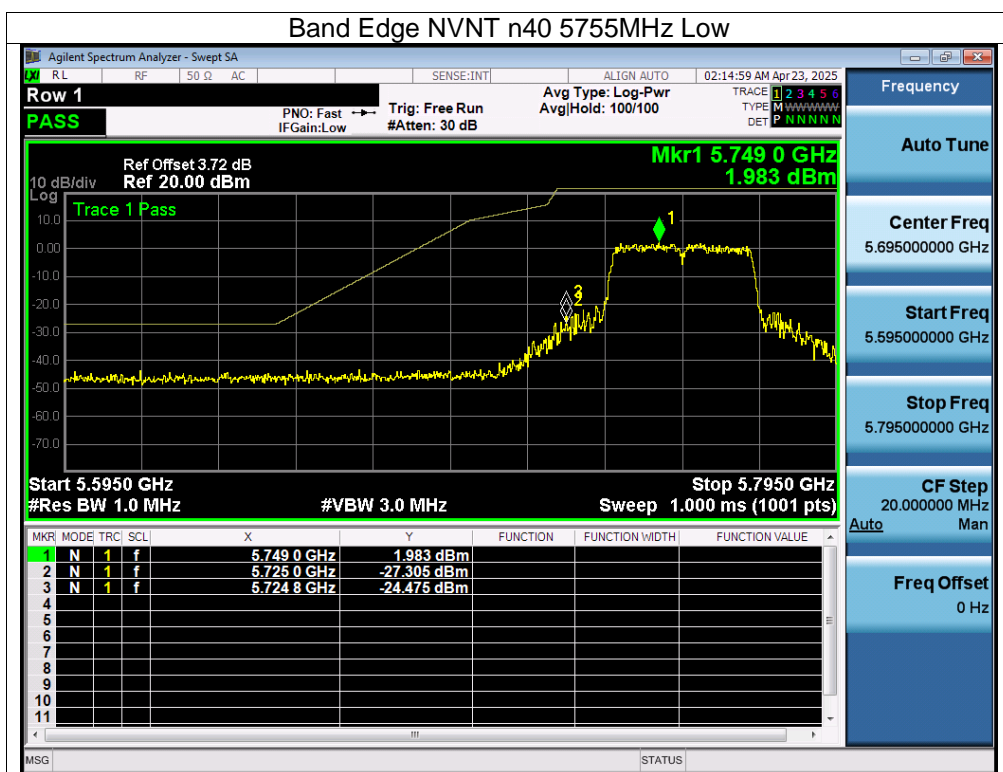 Band Edge NVNT n40 5755MHz Low
Agilent Spectrum Analyzer - Swept SA
LXI RL RF 50 Ω AC SENSE:INT ALIGN AUTO 02:14:59 AM Apr 23, 2025
Row 1
PASS
PNO: Fast
IFGain:Low
Trig: Free Run
#Atten: 30 dB
Avg Type: Log-Pwr
Avg|Hold: 100/100
TRACE 1 2 3 4 5 6
TYPE M WWWWW
DET P N N N N N
Ref Offset 3.72 dB
10 dB/div Ref 20.00 dBm
Log
Mkr1 5.749 0 GHz
1.983 dBm
Trace 1 Pass
10.0
0.00
-10.0
-20.0
-30.0
-40.0
-50.0
-60.0
-70.0
1
3
2
Start 5.5950 GHz Stop 5.7950 GHz
#Res BW 1.0 MHz #VBW 3.0 MHz Sweep 1.000 ms (1001 pts)
MKR MODE TRC SCL X Y FUNCTION FUNCTION WIDTH FUNCTION VALUE
1 N 1 f 5.749 0 GHz 1.983 dBm
2 N 1 f 5.725 0 GHz -27.305 dBm
3 N 1 f 5.724 8 GHz -24.475 dBm
4
5
6
7
8
9
10
11
MSG STATUS
Frequency
Auto Tune
Center Freq
5.695000000 GHz
Start Freq
5.595000000 GHz
Stop Freq
5.795000000 GHz
CF Step
20.000000 MHz
Auto Man
Freq Offset
0 Hz